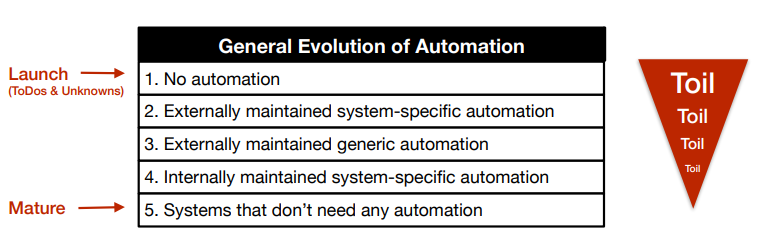 General Evolution of Automation
Launch
(ToDos & Unknowns)
1. No automation
2. Externally maintained system-specific automation
3. Externally maintained generic automation
4. Internally maintained system-specific automation
Mature
5. Systems that don’t need any automation
Toil
Toil
Toil
Toil